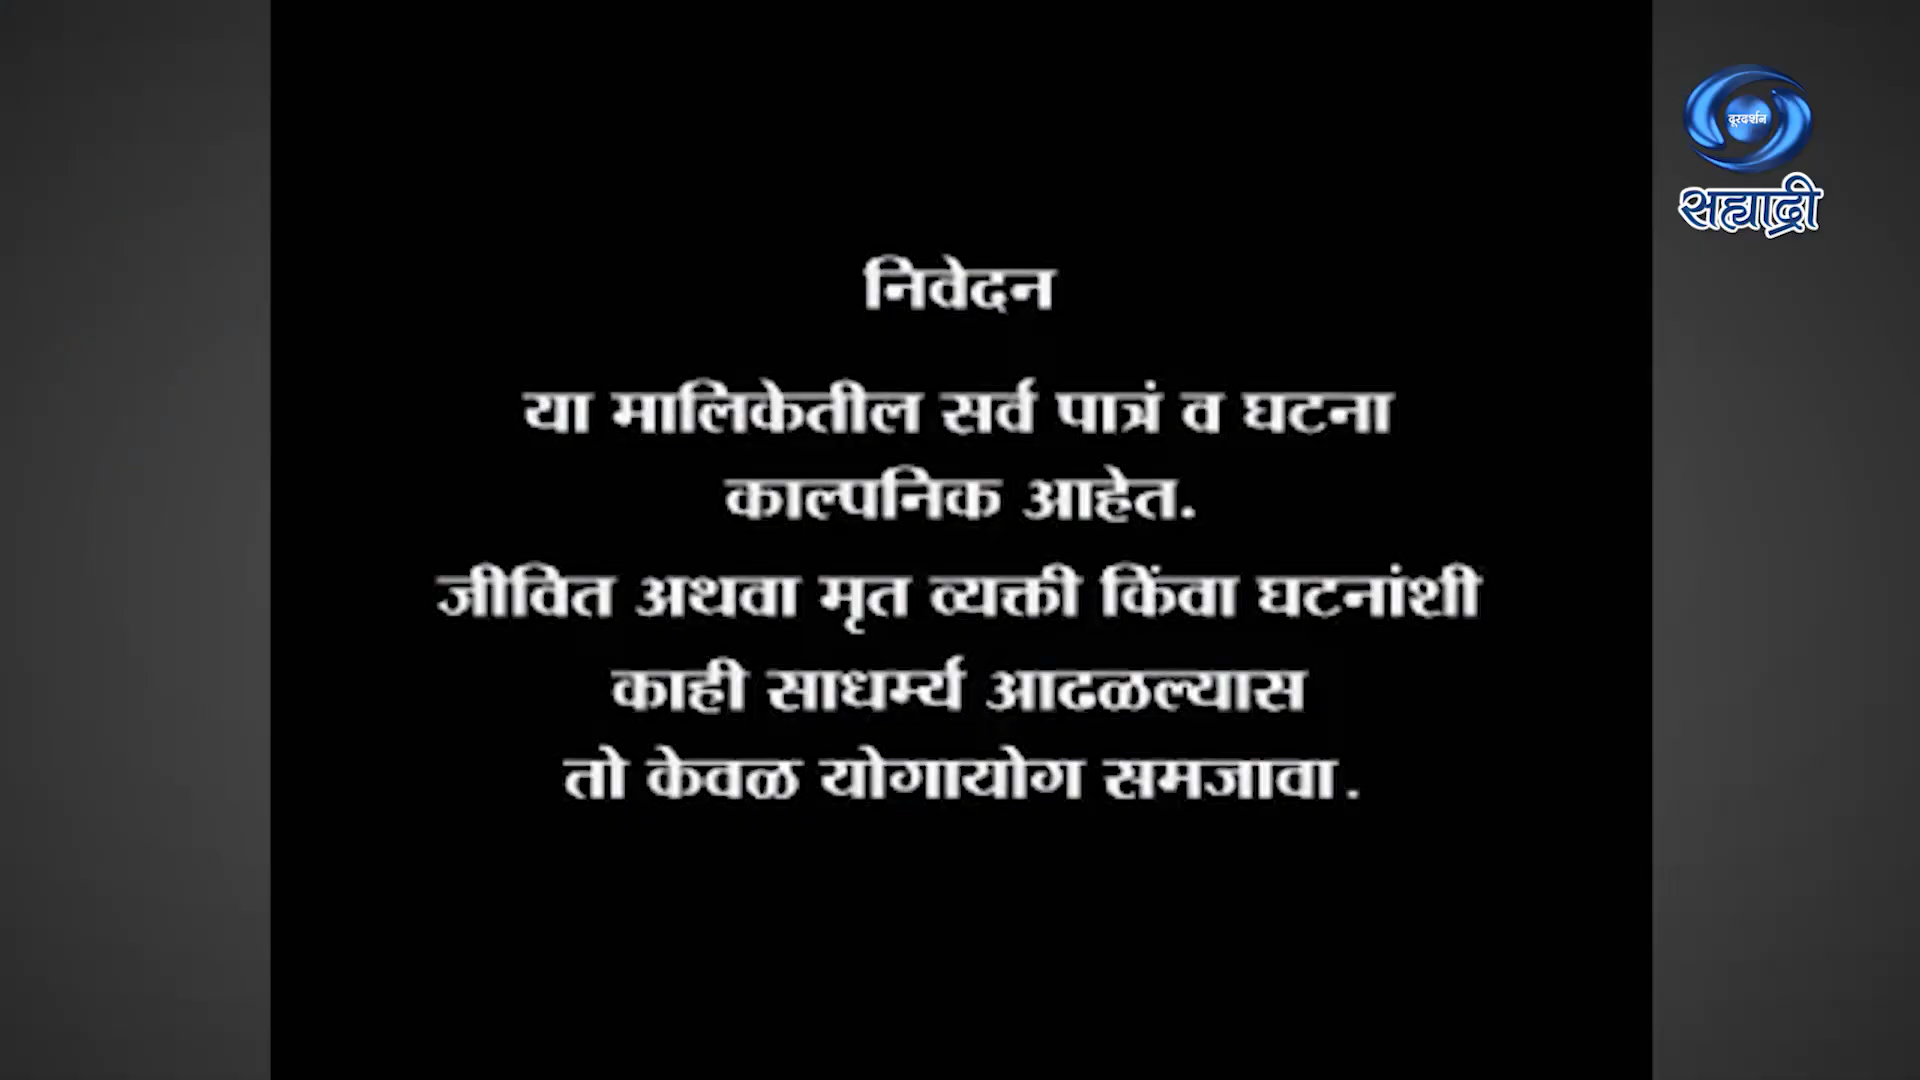 दूरदर्शन
सह्याद्री
निवेदन
या मालिकेतील सर्व पात्रं व घटना
काल्पनिक आहेत.
जीवित अथवा मृत व्यक्ती किंवा घटनांशी
काही साधर्म्य आढळल्यास
तो केवळ योगायोग समजावा.